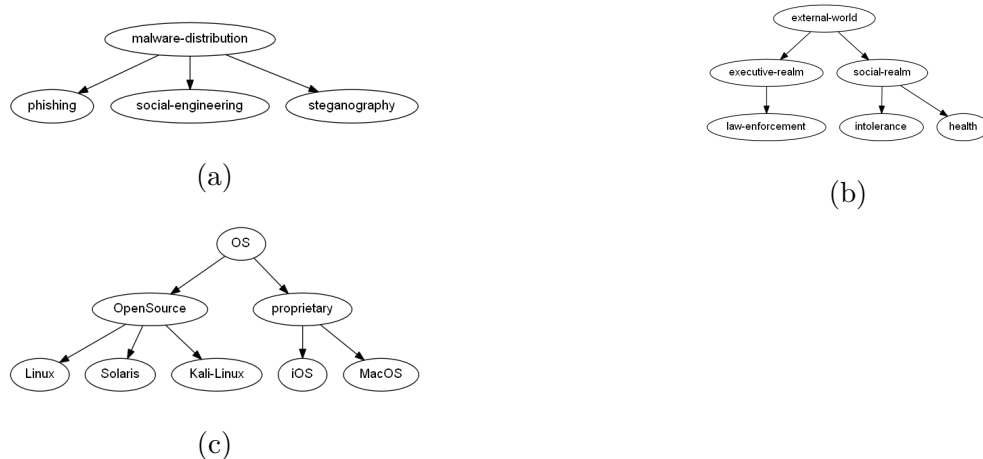 malware-distribution
phishing social-engineering steganography
(a)
external-world
executive-realm social-realm
law-enforcement intolerance health
(b)
OS
OpenSource proprietary
Linux Solaris Kali-Linux iOS MacOS
(c)